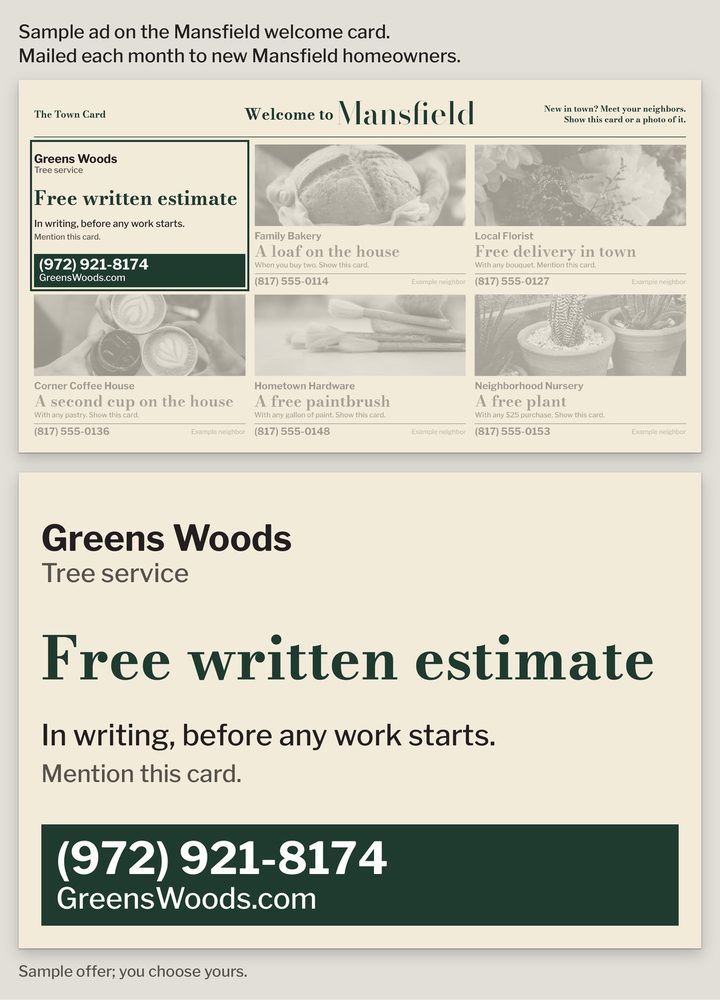 Sample ad on the Mansfield welcome card.
Mailed each month to new Mansfield homeowners.
The Town Card
Welcome to Mansfield
New in town? Meet your neighbors.
Show this card or a photo of it.
Greens Woods
Tree service
Free written estimate
In writing, before any work starts.
Mention this card.
(972) 921-8174
GreensWoods.com
Family Bakery
A loaf on the house
When you buy two. Show this card.
(817) 555-0114 Example neighbor
Local Florist
Free delivery in town
With any bouquet. Mention this card.
(817) 555-0127 Example neighbor
Corner Coffee House
A second cup on the house
With any pastry. Show this card.
(817) 555-0136 Example neighbor
Hometown Hardware
A free paintbrush
With any gallon of paint. Show this card.
(817) 555-0148 Example neighbor
Neighborhood Nursery
A free plant
With any $25 purchase. Show this card.
(817) 555-0153 Example neighbor
Greens Woods
Tree service
Free written estimate
In writing, before any work starts.
Mention this card.
(972) 921-8174
GreensWoods.com
Sample offer; you choose yours.